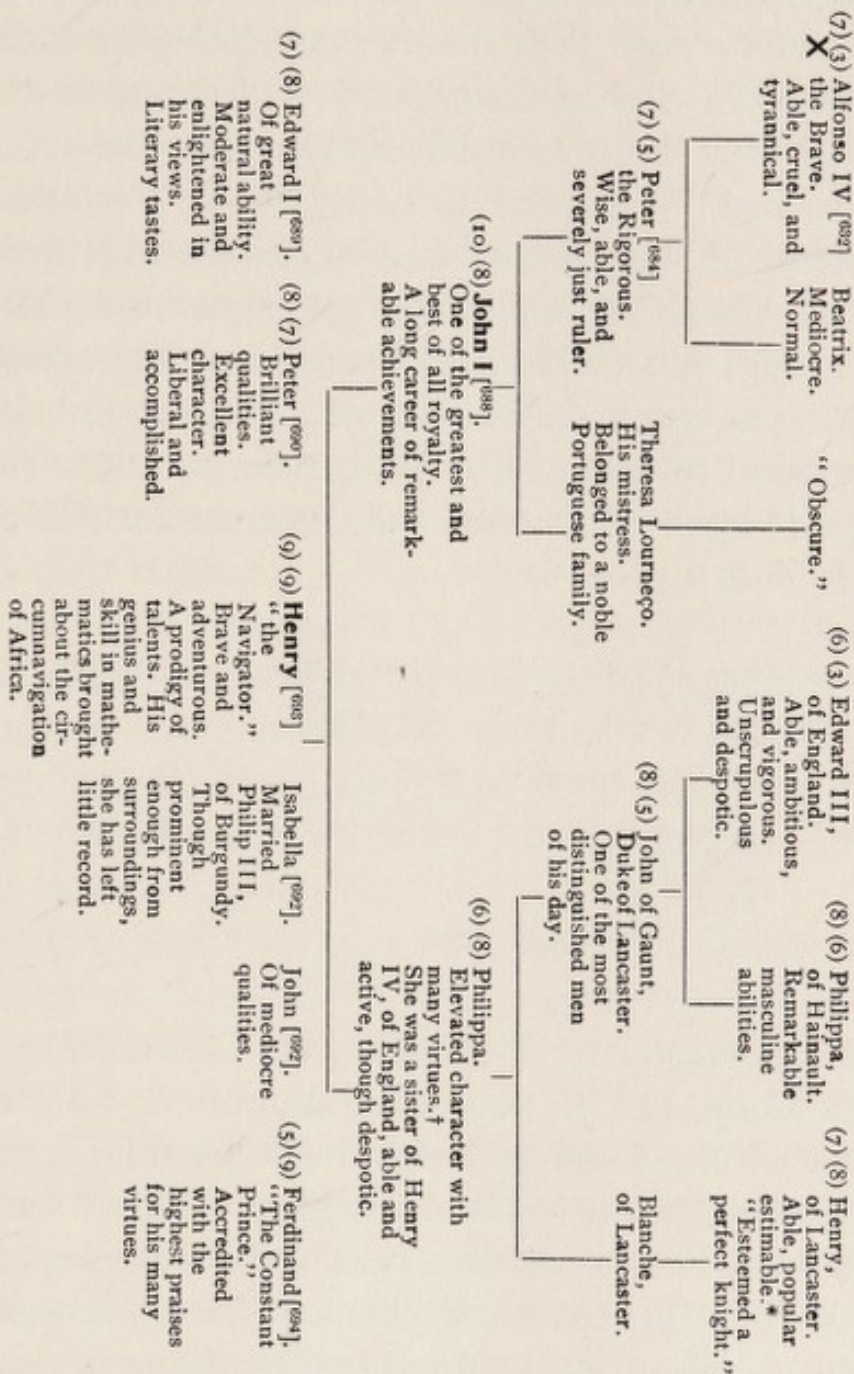 (7) (3) Alfonso IV [632]
the Brave.
Able, cruel, and
tyrannical.
X
Beatrix.
Mediocre.
Normal.
“ Obscure.”
(6) (3) Edward III,
of England.
Able, ambitious,
and vigorous.
Unscrupulous
and despotic.
(8) (6) Philippa,
of Hainault.
Remarkable
masculine
abilities.
(7) (8) Henry,
of Lancaster.
Able, popular
estimable.*
“ Esteemed a
perfect knight.”
(7) (5) Peter [684]
the Rigorous.
Wise, able, and
severely just ruler.
Theresa Lourneço.
His mistress.
Belonged to a noble
Portuguese family.
(8) (5) John of Gaunt,
Duke of Lancaster.
One of the most
distinguished men
of his day.
Blanche,
of Lancaster.
(10) (8) John I [688].
One of the greatest and
best of all royalty.
A long career of remark-
able achievements.
(6) (8) Philippa.
Elevated character with
many virtues.†
She was a sister of Henry
IV, of England, able and
active, though despotic.
(7) (8) Edward I [689].
Of great
natural ability.
Moderate and
enlightened in
his views.
Literary tastes.
(8) (7) Peter [690].
Brilliant
qualities.
Excellent
character.
Liberal and
accomplished.
(9) (9) Henry [693]
“ the
Navigator.”
Brave and
adventurous.
A prodigy of
talents. His
genius and
skill in mathe-
matics brought
about the cir-
cumnavigation
of Africa.
Isabella [692].
Married
Philip III,
of Burgundy.
Though
prominent
enough from
surroundings,
she has left
little record.
John [692].
Of mediocre
qualities.
(5) (9) Ferdinand [694].
“The Constant
Prince.”
Accredited
with the
highest praises
for his many
virtues.